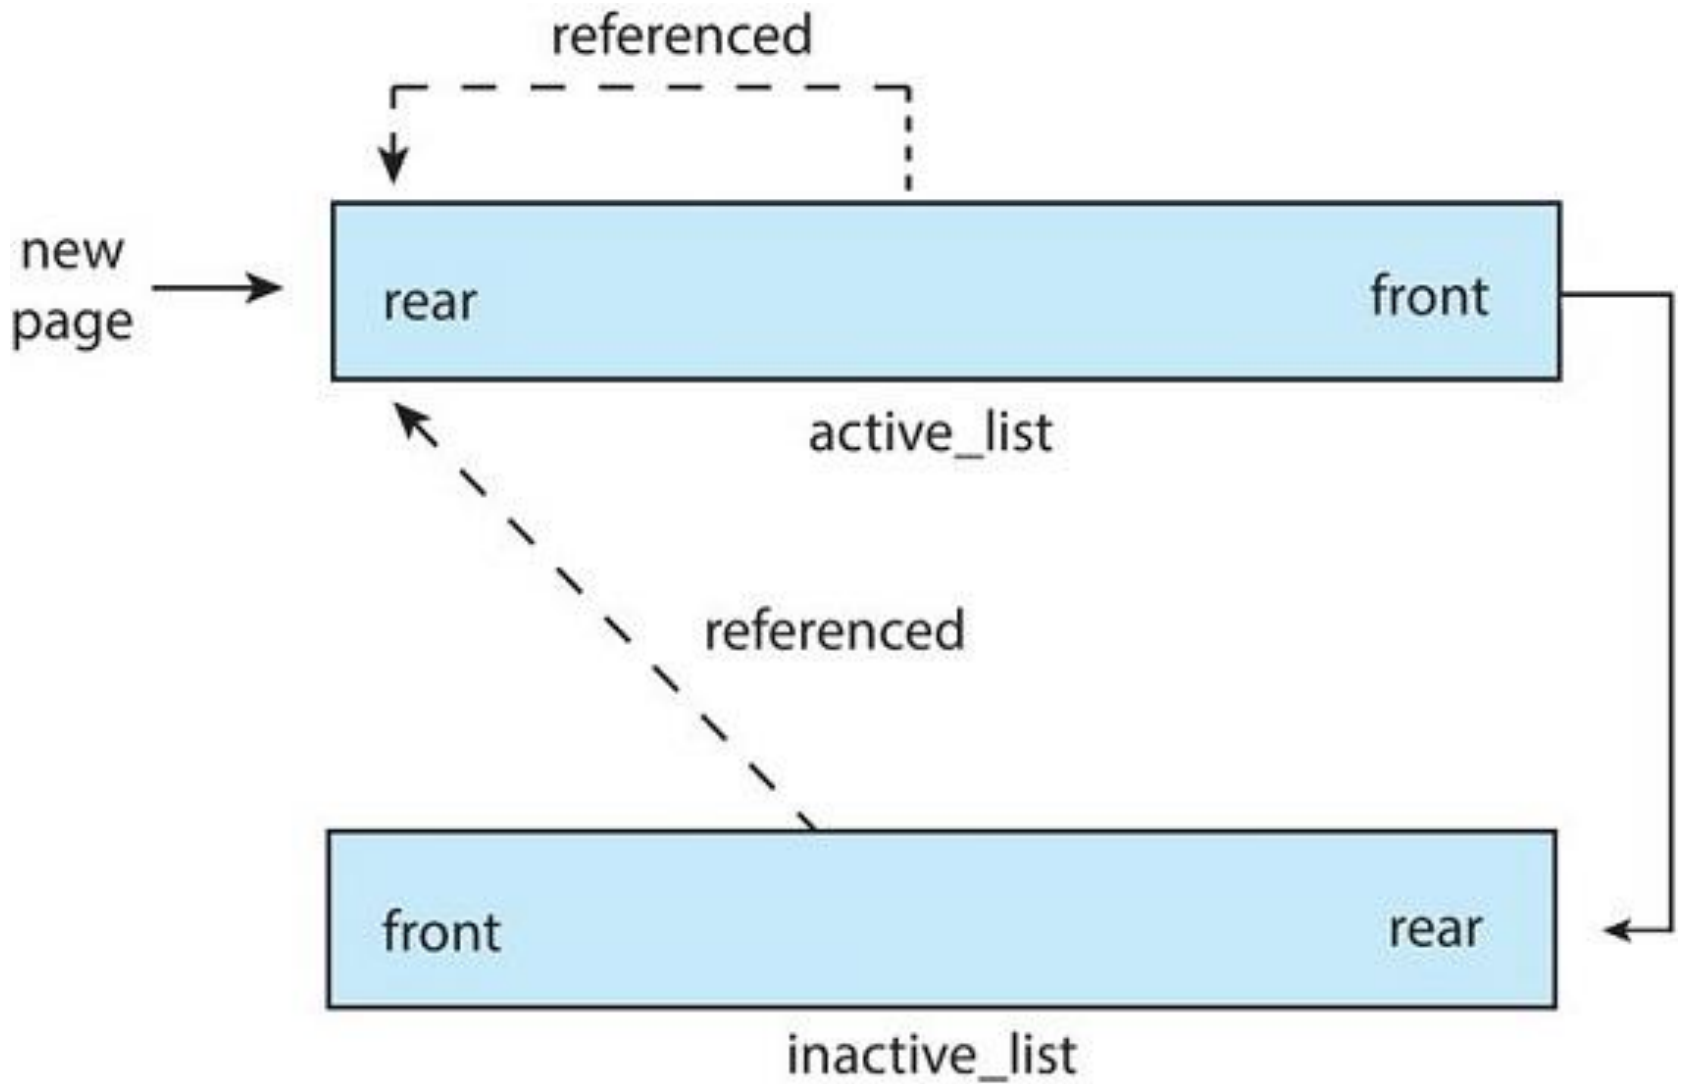 referenced
new
page
rear
front
active_list
referenced
front
rear
inactive_list